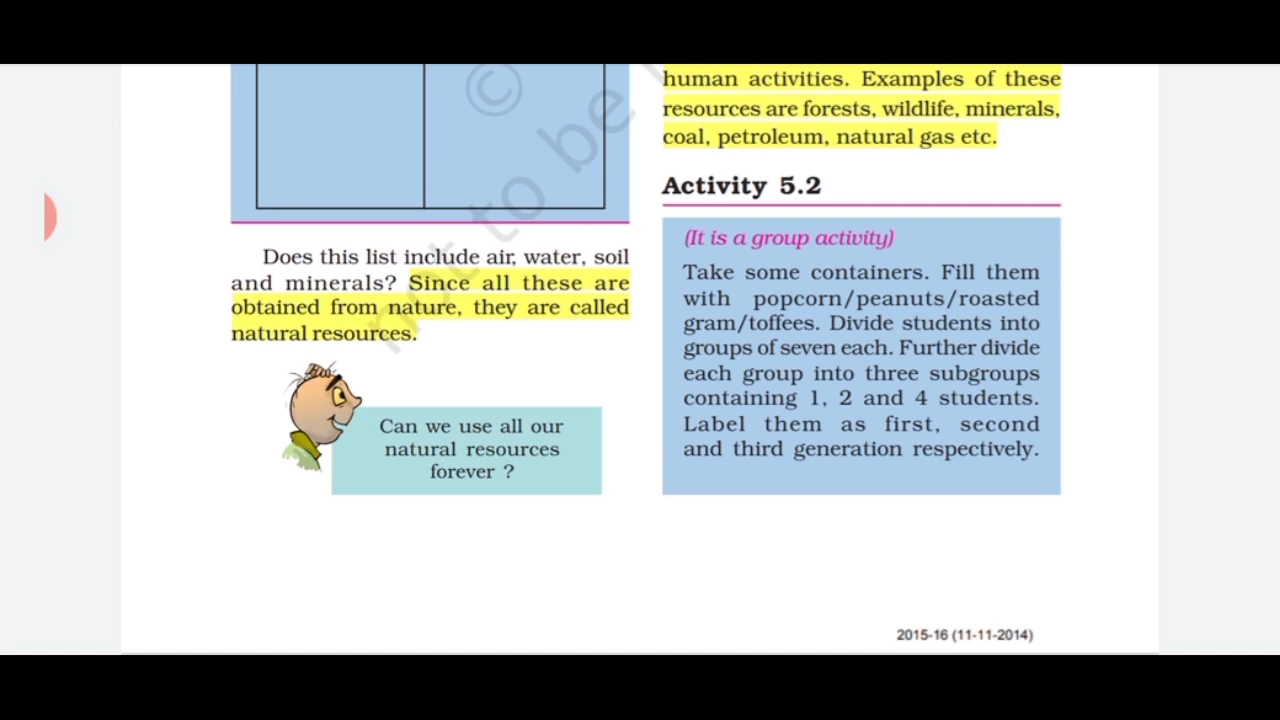 Does this list include air, water, soil
and minerals? Since all these are
obtained from nature, they are called
natural resources.
Can we use all our
natural resources
forever ?
human activities. Examples of these
resources are forests, wildlife, minerals,
coal, petroleum, natural gas etc.
Activity 5.2
(It is a group activity)
Take some containers. Fill them
with popcorn/peanuts/roasted
gram/toffees. Divide students into
groups of seven each. Further divide
each group into three subgroups
containing 1, 2 and 4 students.
Label them as first, second
and third generation respectively.
© not to be
2015-16 (11-11-2014)